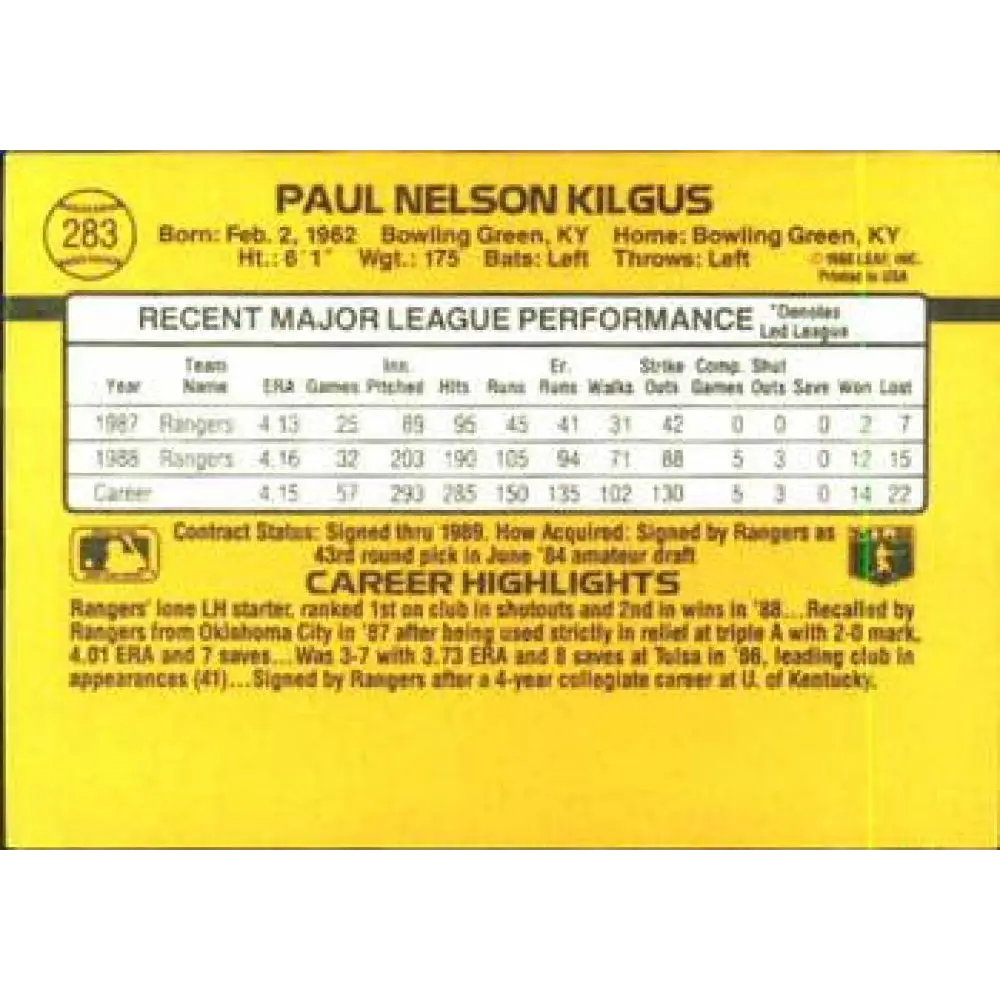 283
PAUL NELSON KILGUS
Born: Feb. 2, 1962 Bowling Green, KY Home: Bowling Green, KY
Ht.: 6'1" Wgt.: 175 Bats: Left Throws: Left
© 1988 LEAF, INC.
Printed in USA
RECENT MAJOR LEAGUE PERFORMANCE *Denotes Led League
Year Team Name ERA Games Inn. Pitched Hits Runs Er. Runs Walks Strike Outs Comp. Games Shut Outs Save Won Lost
1987 Rangers 4.13 25 89 95 45 41 31 42 0 0 0 2 7
1988 Rangers 4.16 32 203 190 105 94 71 88 5 3 0 12 15
Career 4.15 57 293 285 150 135 102 130 5 3 0 14 22
Contract Status: Signed thru 1989. How Acquired: Signed by Rangers as
43rd round pick in June '84 amateur draft
CAREER HIGHLIGHTS
Rangers' lone LH starter, ranked 1st on club in shutouts and 2nd in wins in '88...Recalled by
Rangers from Oklahoma City in '87 after being used strictly in relief at triple A with 2-0 mark,
4.01 ERA and 7 saves...Was 3-7 with 3.73 ERA and 8 saves at Tulsa in '86, leading club in
appearances (41)...Signed by Rangers after a 4-year collegiate career at U. of Kentucky.